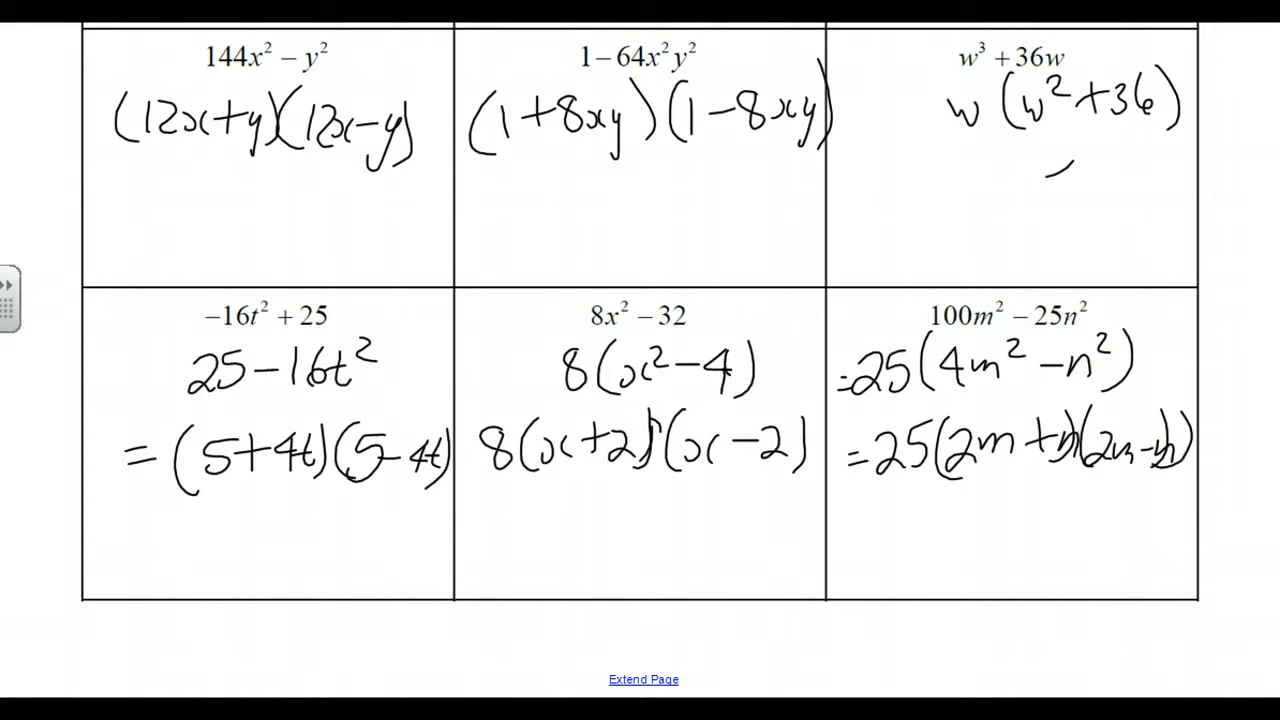 144x² – y²
(12x+y)(12x-y)
1 – 64x²y²
(1+8xy)(1-8xy)
w³ + 36w
w(w²+36)
–16t² + 25
25-16t²
=(5+4t)(5-4t)
8x² – 32
8(x²-4)
8(x+2)(x-2)
100m² – 25n²
=25(4m²-n²)
=25(2m+n)(2m-n)
Extend Page